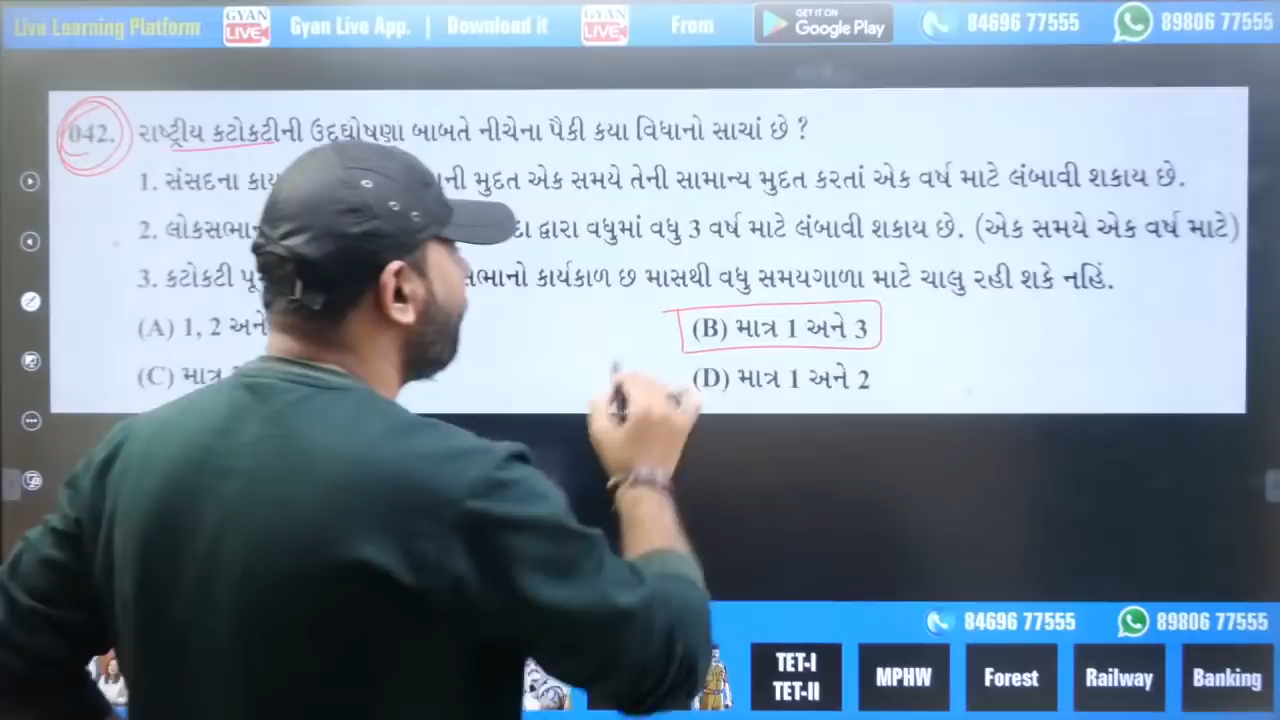 Live Learning Platform GYAN LIVE Gyan Live App. | Download it GYAN LIVE From GET IT ON Google Play 84696 77555 89806 77555
042. રાષ્ટ્રીય કટોકટીની ઉદ્દઘોષણા બાબતે નીચેના પૈકી કયા વિધાનો સાચાં છે ?
1. સંસદના મુદત એક સમયે તેની સામાન્ય મુદત કરતાં એક વર્ષ માટે લંબાવી શકાય છે.
2. દ્વારા વધુમાં વધુ 3 વર્ષ માટે લંબાવી શકાય છે. (એક સમયે એક વર્ષ માટે)
3. કટોકટી કાર્યકાળ છ માસથી વધુ સમયગાળા માટે ચાલુ રહી શકે નહિં.
(A) 1, 2 અને
(B) માત્ર 1 અને 3
(C) માત્ર
(D) માત્ર 1 અને 2
84696 77555 89806 77555
TET-I
TET-II
MPHW
Forest
Railway
Banking